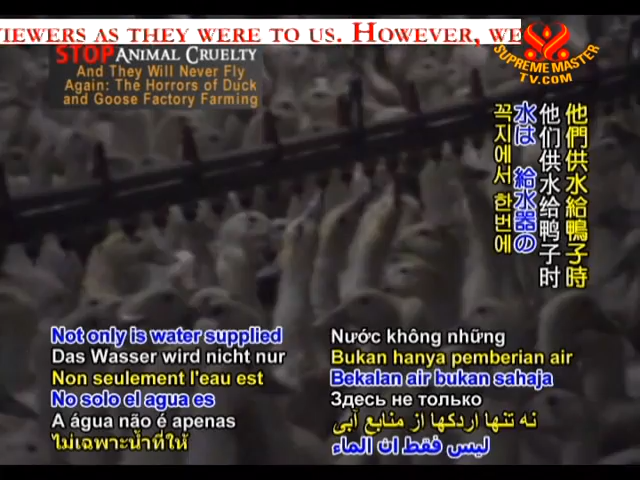 VIEWERS AS THEY WERE TO US. HOWEVER, WE
STOP ANIMAL CRUELTY
And They Will Never Fly
Again: The Horrors of Duck
and Goose Factory Farming
SUPREME MASTER
TV.COM
他們供水給鴨子時
他们供水给鸭子时
水は 給水器の
꼭지에서 한번에
Not only is water supplied
Das Wasser wird nicht nur
Non seulement l'eau est
No solo el agua es
A água não é apenas
ไม่เฉพาะน้ำที่ให้
Nước không những
Bukan hanya pemberian air
Bekalan air bukan sahaja
Здесь не только
نه تنها اردکها از منابع آبی
ليس فقط ان الماء